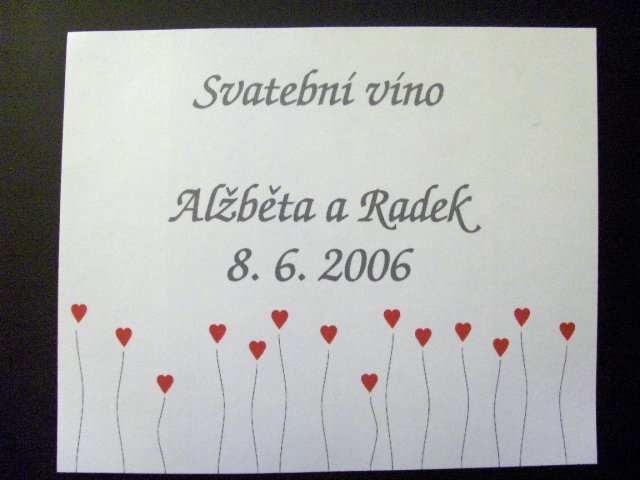 Svatební víno
Alžběta a Radek
8. 6. 2006